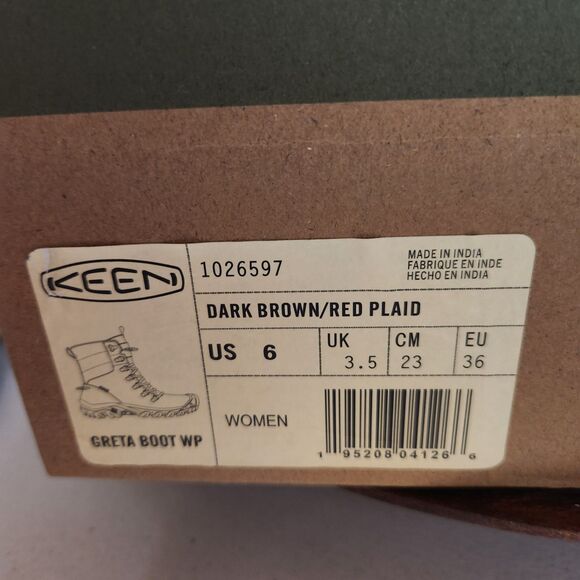 KEEN
1026597
MADE IN INDIA
FABRIQUE EN INDE
HECHO EN INDIA
DARK BROWN/RED PLAID
US 6
UK 3.5
CM 23
EU 36
GRETA BOOT WP
WOMEN
1 95208 04126 6